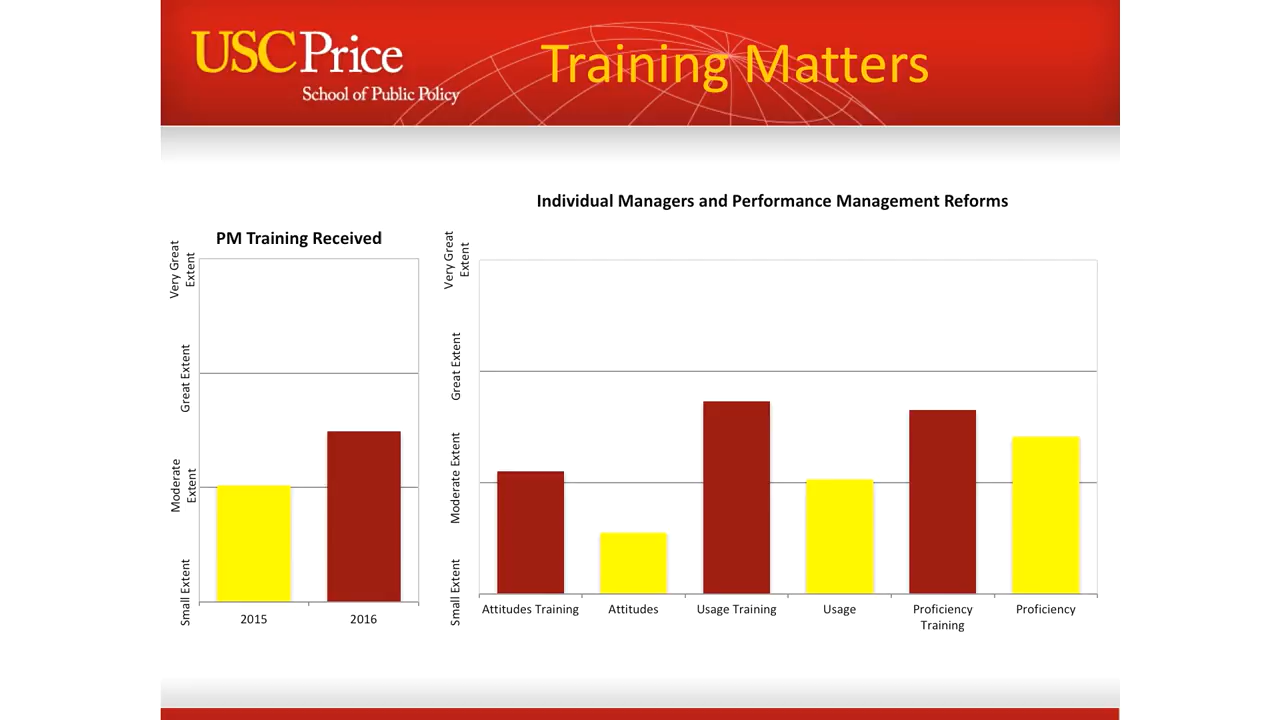 USC Price
School of Public Policy
Training Matters
PM Training Received
Very Great
Extent
Great Extent
Moderate
Extent
Small Extent
2015
2016
Individual Managers and Performance Management Reforms
Very Great
Extent
Great Extent
Moderate Extent
Small Extent
Attitudes Training
Attitudes
Usage Training
Usage
Proficiency
Training
Proficiency